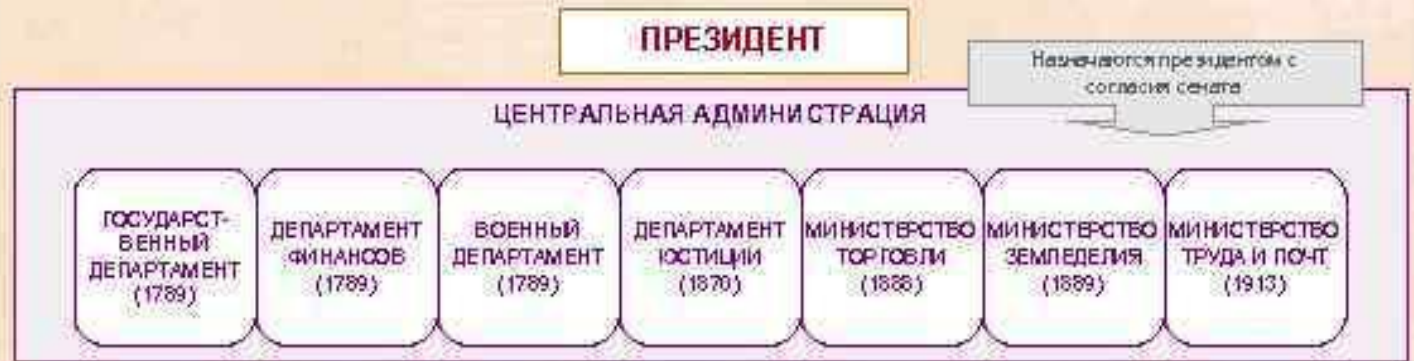 ПРЕЗИДЕНТ
Назначаются президентом с
согласия сената
ЦЕНТРАЛЬНАЯ АДМИНИСТРАЦИЯ
ГОСУДАРСТ-
ВЕННЫЙ
ДЕПАРТАМЕНТ
(1789)
ДЕПАРТАМЕНТ
ФИНАНСОВ
(1789)
ВОЕННЫЙ
ДЕПАРТАМЕНТ
(1789)
ДЕПАРТАМЕНТ
ЮСТИЦИИ
(1870)
МИНИСТЕРСТВО
ТОРГОВЛИ
(1888)
МИНИСТЕРСТВО
ЗЕМЛЕДЕЛИЯ
(1889)
МИНИСТЕРСТВО
ТРУДА И ПОЧТ
(1913)